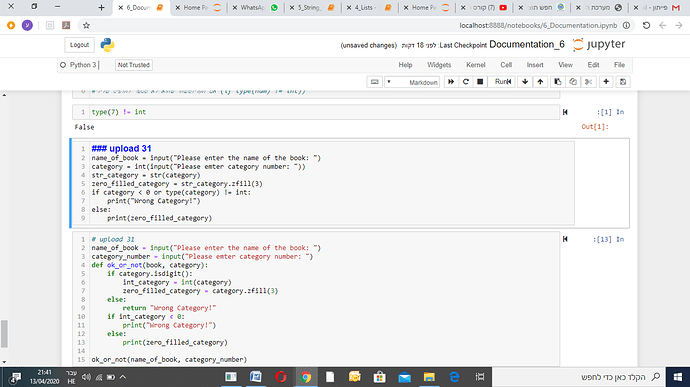 6_Docum
Home Pa
WhatsA
5_String
4_Lists -
Home Pa
קורס (7)
חפש תוצ
מערכת ה
פייתון -
localhost:8888/notebooks/6_Documentation.ipynb
Logout
(unsaved changes) לפני 18 דקות :Last Checkpoint Documentation_6 jupyter
Python 3
Not Trusted
Help Widgets Kernel Cell Insert View Edit File
Markdown
Run
1 type(7) != int
:[1] In
False
Out[1]:
1 ### upload 31
2 name_of_book = input("Please enter the name of the book: ")
3 category = int(input("Please emter category number: "))
4 str_category = str(category)
5 zero_filled_category = str_category.zfill(3)
6 if category < 0 or type(category) != int:
7 print("Wrong Category!")
8 else:
9 print(zero_filled_category)
:[13] In
1 # upload 31
2 name_of_book = input("Please enter the name of the book: ")
3 category_number = input("Please emter category number: ")
4 def ok_or_not(book, category):
5 if category.isdigit():
6 int_category = int(category)
7 zero_filled_category = category.zfill(3)
8 else:
9 return "Wrong Category!"
10 if int_category < 0:
11 print("Wrong Category!")
12 else:
13 print(zero_filled_category)
14
15 ok_or_not(name_of_book, category_number)
21:41
13/04/2020
עבר
HE
הקלד כאן כדי לחפש